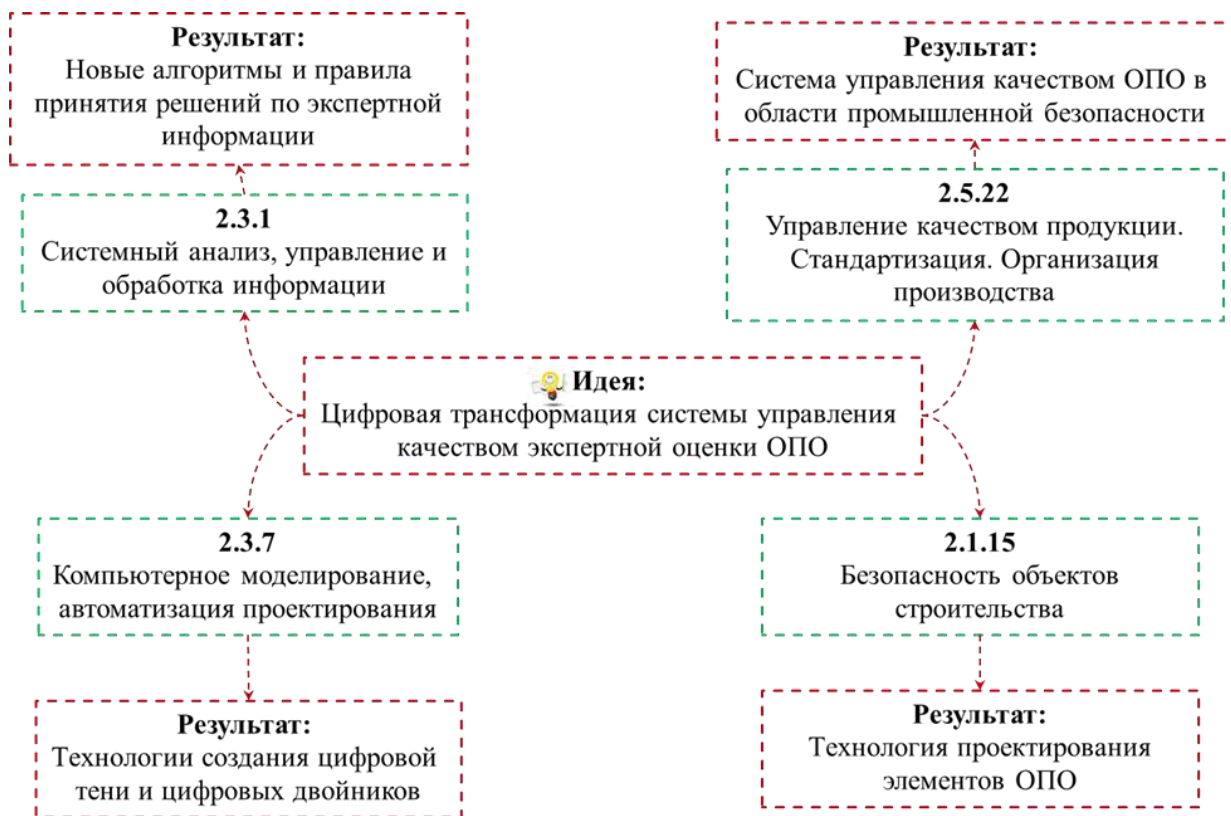 Результат:
Новые алгоритмы и правила
принятия решений по экспертной
информации
Результат:
Система управления качеством ОПО в
области промышленной безопасности
2.3.1
Системный анализ, управление и
обработка информации
2.5.22
Управление качеством продукции.
Стандартизация. Организация
производства
Идея:
Цифровая трансформация системы управления
качеством экспертной оценки ОПО
2.3.7
Компьютерное моделирование,
автоматизация проектирования
2.1.15
Безопасность объектов
строительства
Результат:
Технологии создания цифровой
тени и цифровых двойников
Результат:
Технология проектирования
элементов ОПО